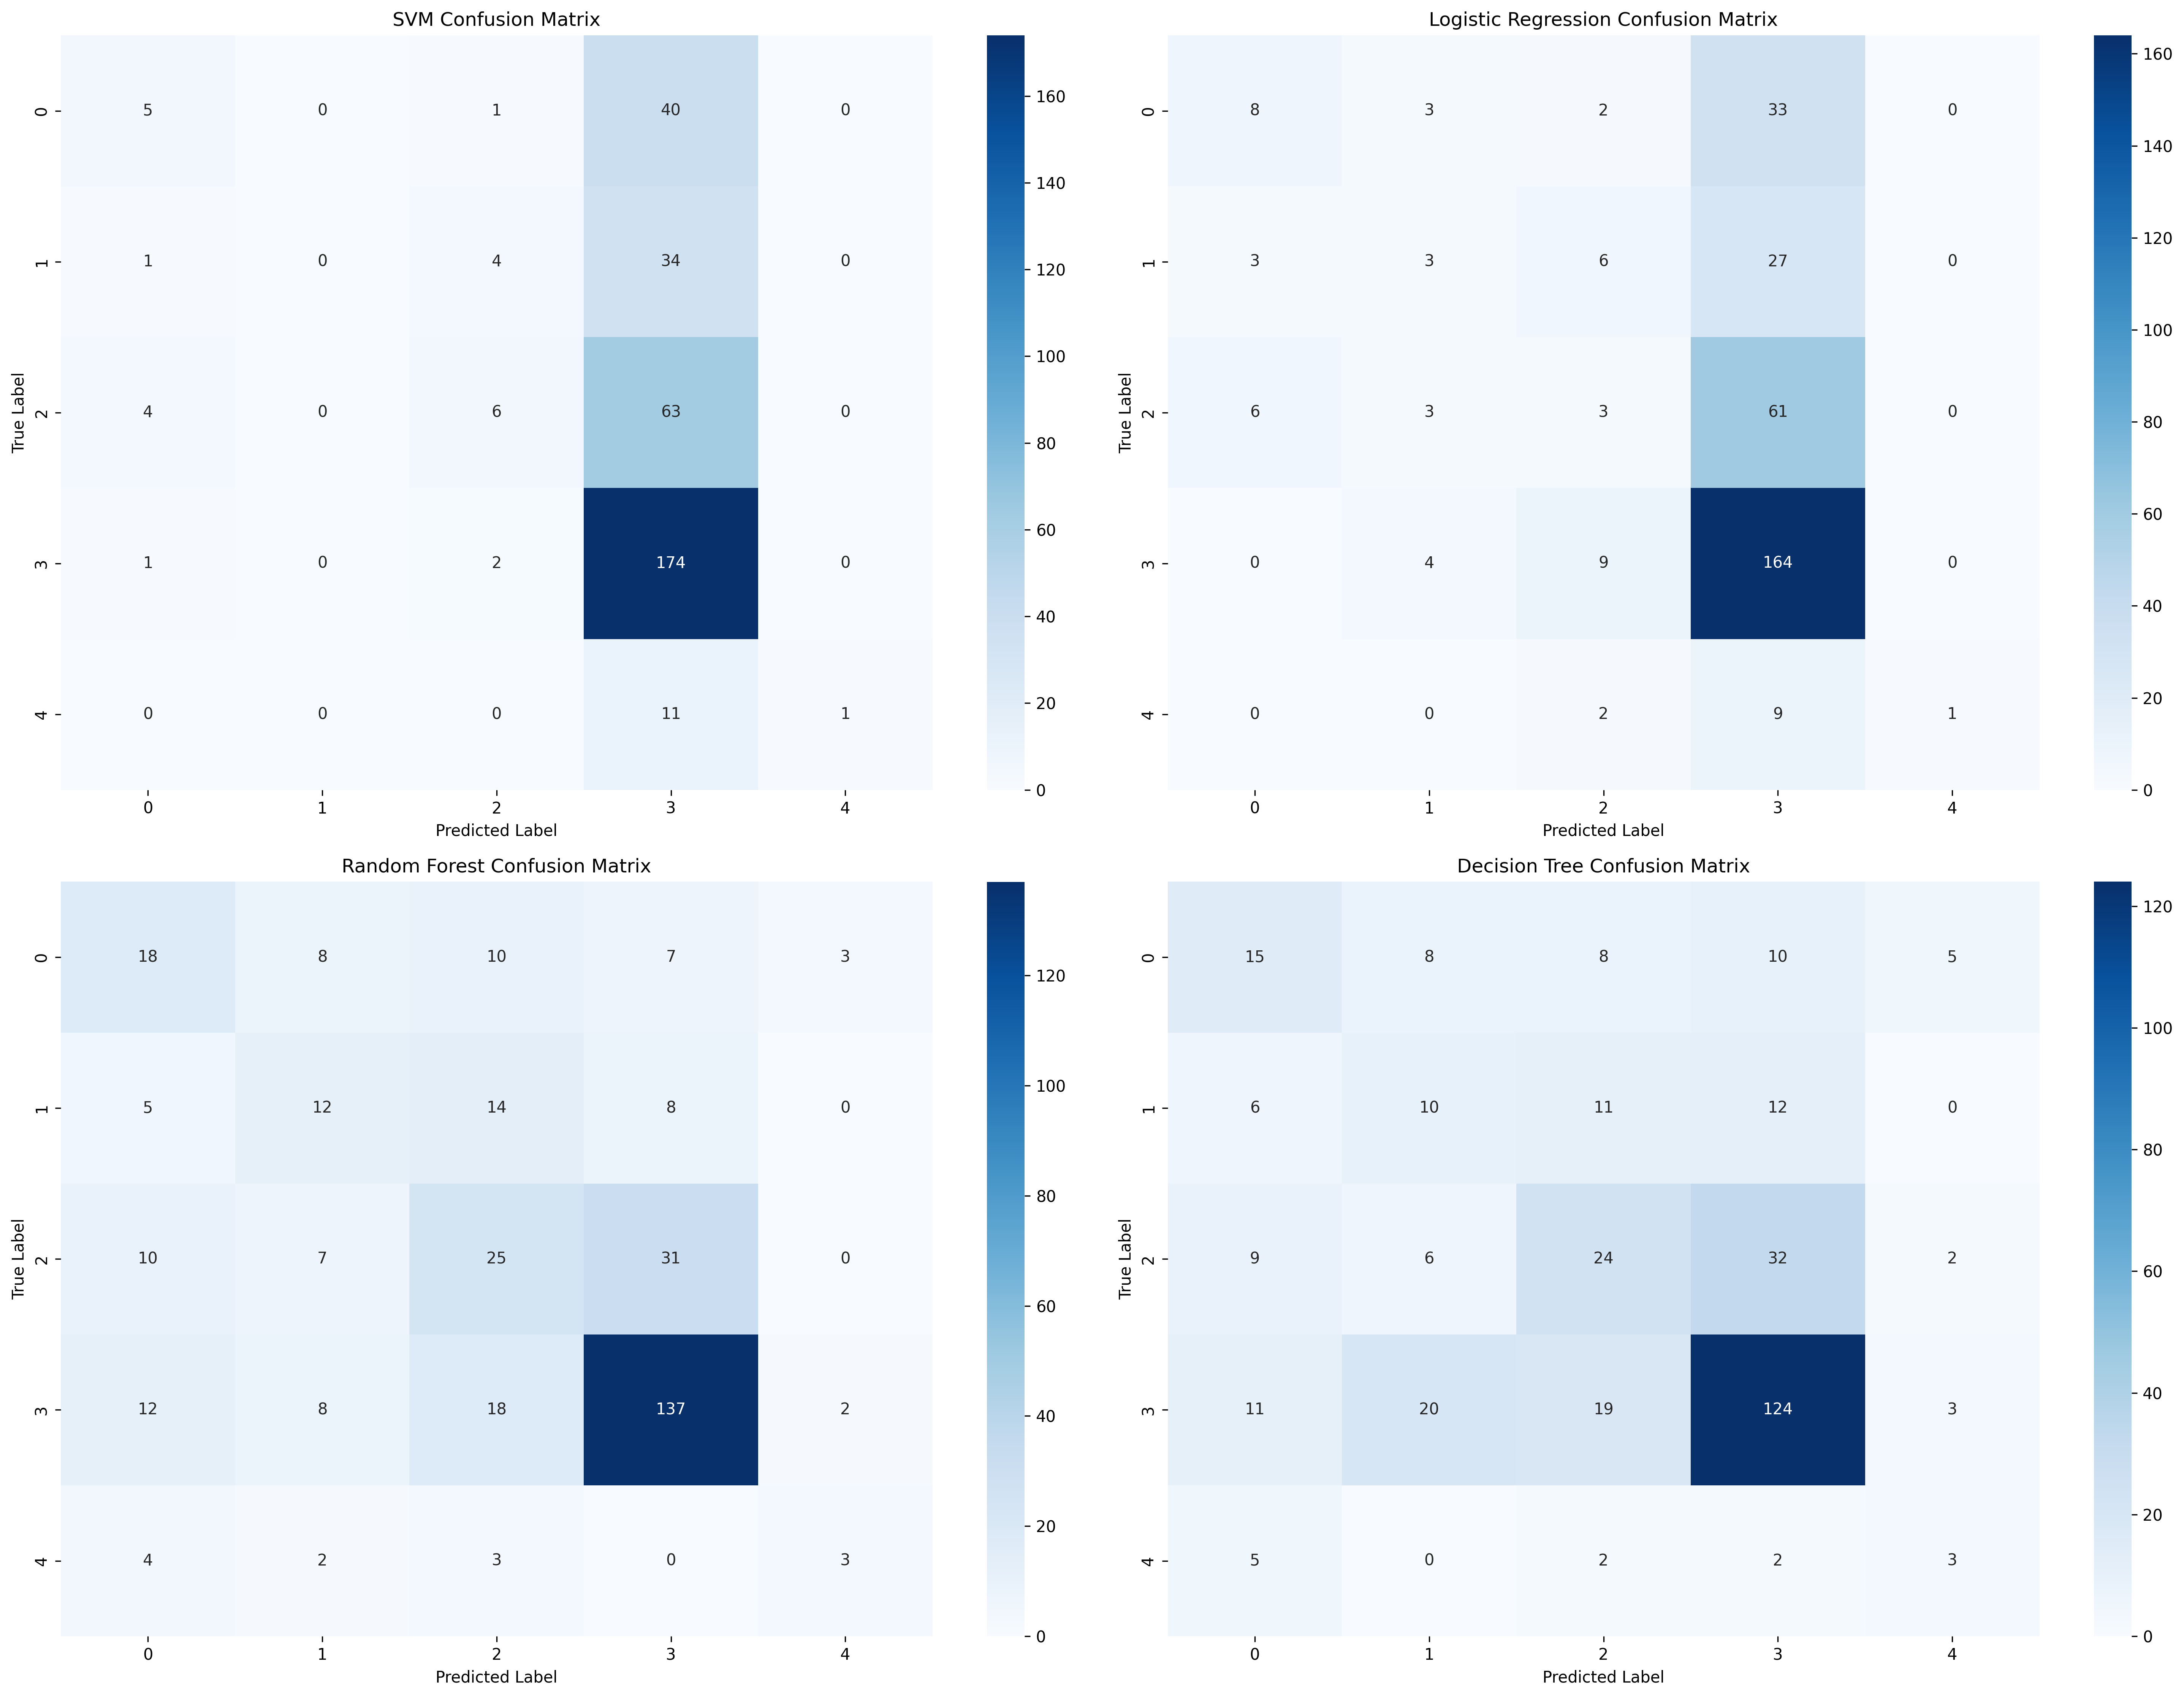 SVM Confusion Matrix
0 5 0 1 40 0
1 1 0 4 34 0
2 4 0 6 63 0
3 1 0 2 174 0
4 0 0 0 11 1
0 1 2 3 4
True Label
Predicted Label
160
140
120
100
80
60
40
20
0
Logistic Regression Confusion Matrix
0 8 3 2 33 0
1 3 3 6 27 0
2 6 3 3 61 0
3 0 4 9 164 0
4 0 0 2 9 1
0 1 2 3 4
True Label
Predicted Label
160
140
120
100
80
60
40
20
0
Random Forest Confusion Matrix
0 18 8 10 7 3
1 5 12 14 8 0
2 10 7 25 31 0
3 12 8 18 137 2
4 4 2 3 0 3
0 1 2 3 4
True Label
Predicted Label
120
100
80
60
40
20
0
Decision Tree Confusion Matrix
0 15 8 8 10 5
1 6 10 11 12 0
2 9 6 24 32 2
3 11 20 19 124 3
4 5 0 2 2 3
0 1 2 3 4
True Label
Predicted Label
120
100
80
60
40
20
0